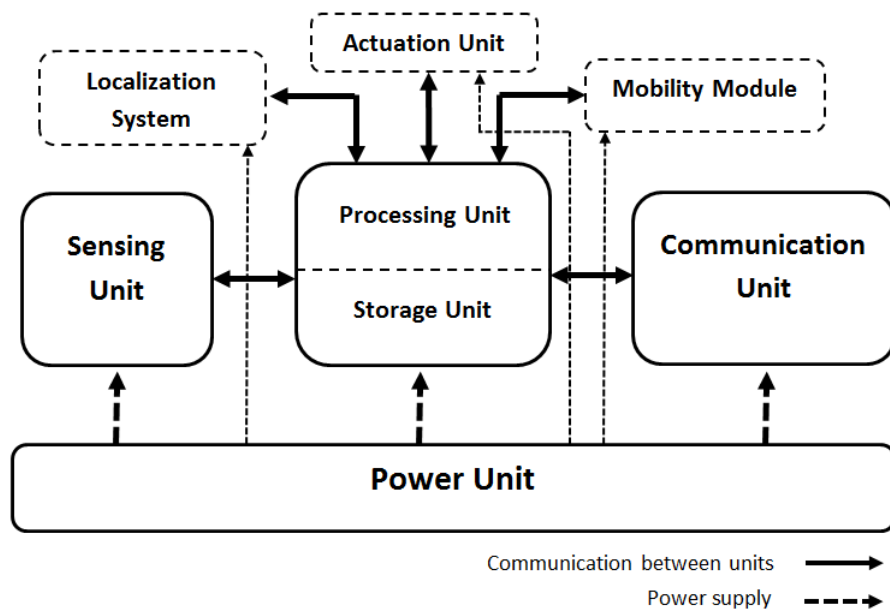 Actuation Unit
Localization
System
Mobility Module
Processing Unit
Sensing
Unit
Storage Unit
Communication
Unit
Power Unit
Communication between units
Power supply